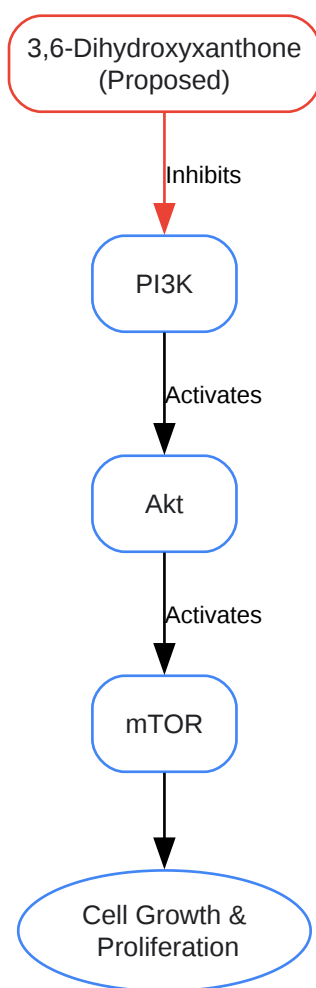 3,6-Dihydroxyxanthone
(Proposed)
Inhibits
PI3K
Activates
Akt
Activates
mTOR
Cell Growth &
Proliferation